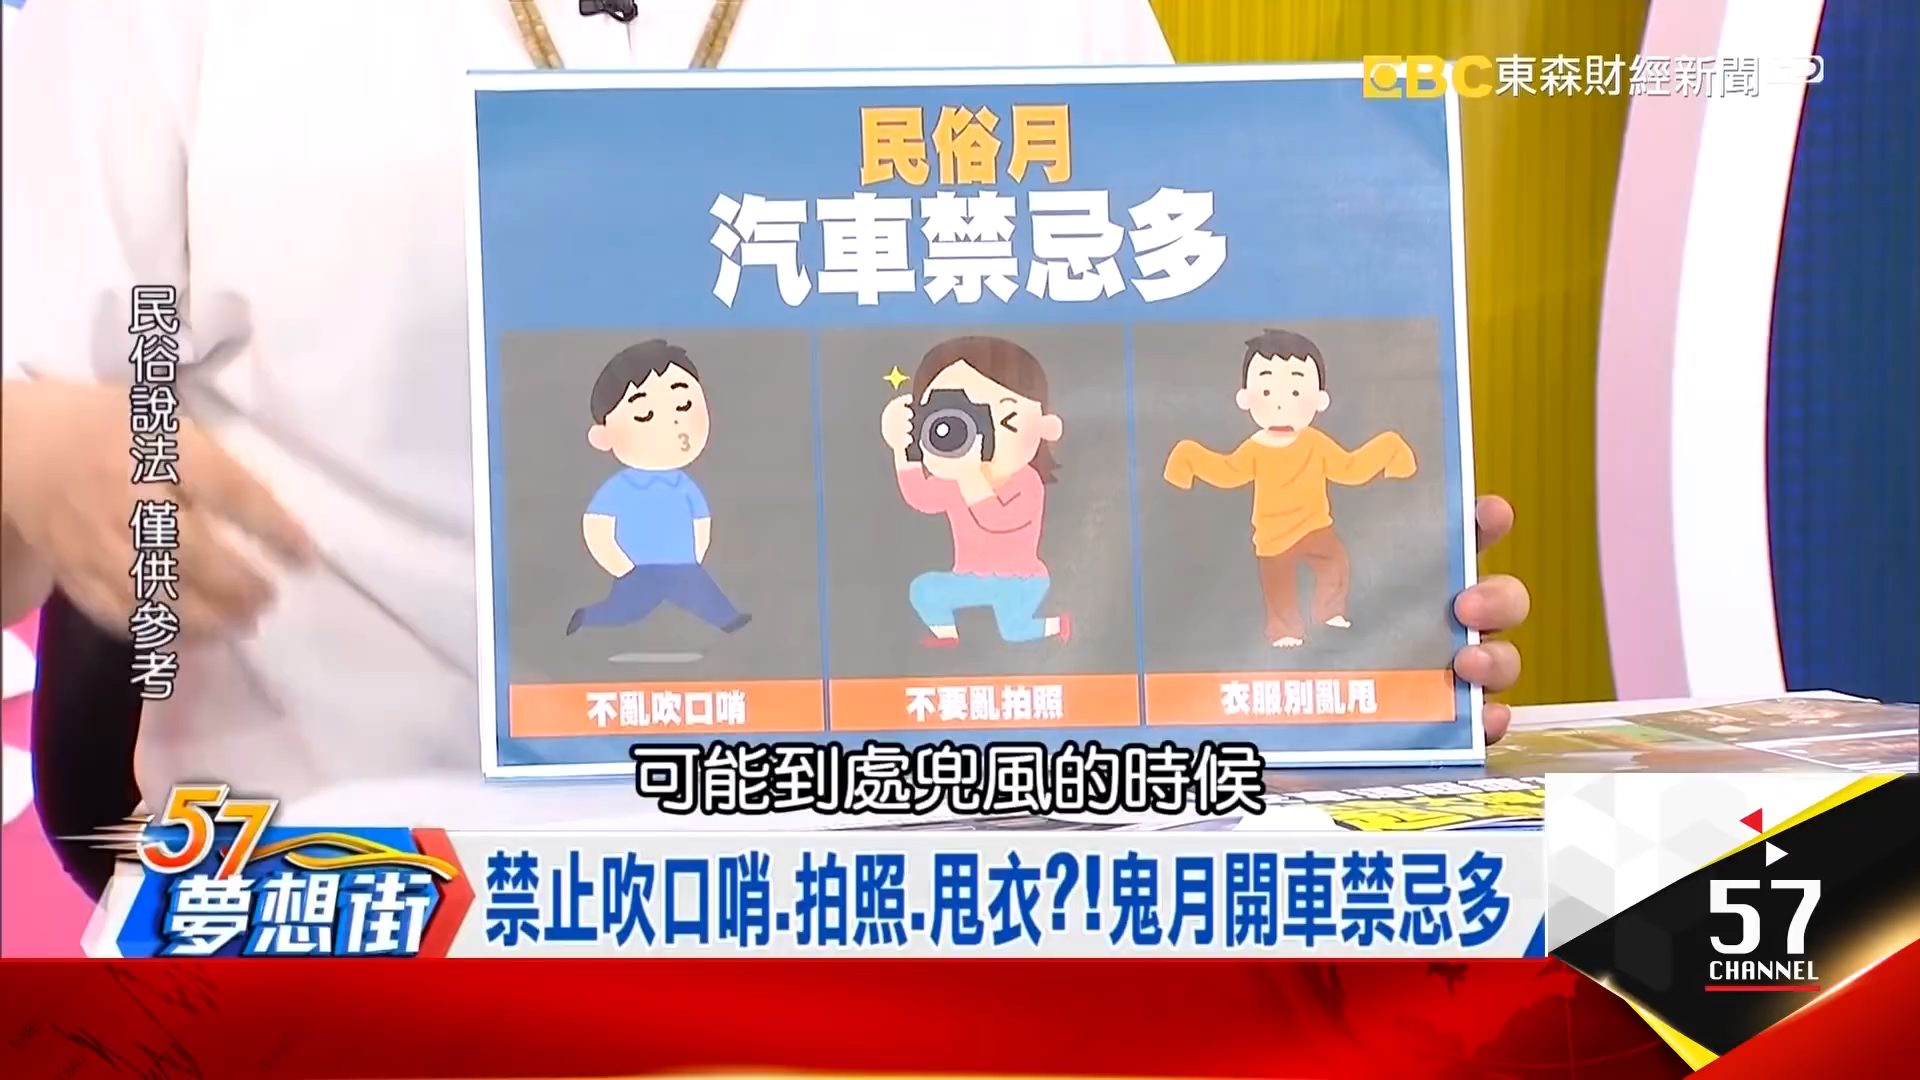 EBC東森財經新聞
民俗月
汽車禁忌多
不亂吹口哨
不要亂拍照
衣服別亂甩
民俗說法 僅供參考
可能到處兜風的時候
57夢想街
禁止吹口哨.拍照.甩衣?!鬼月開車禁忌多
57
CHANNEL